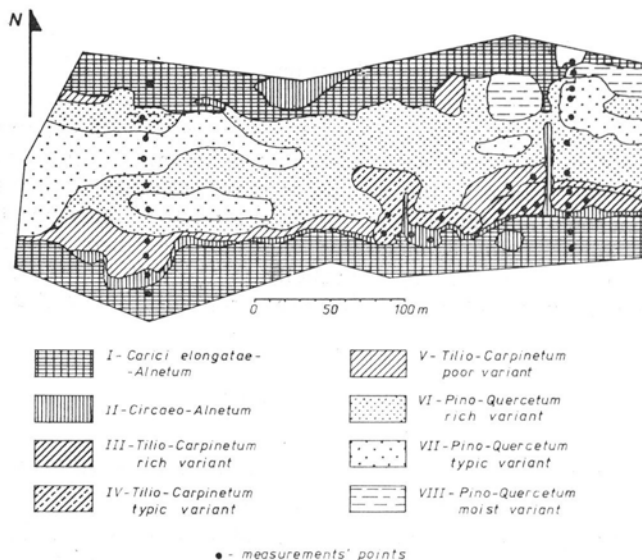 N
0 50 100 m
I - Carici elongatae-
-Alnetum
II - Circaeo-Alnetum
III - Tilio-Carpinetum
rich variant
IV - Tilio-Carpinetum
typic variant
V - Tilio-Carpinetum
poor variant
VI - Pino-Quercetum
rich variant
VII - Pino-Quercetum
typic variant
VIII - Pino-Quercetum
moist variant
● - measurements' points